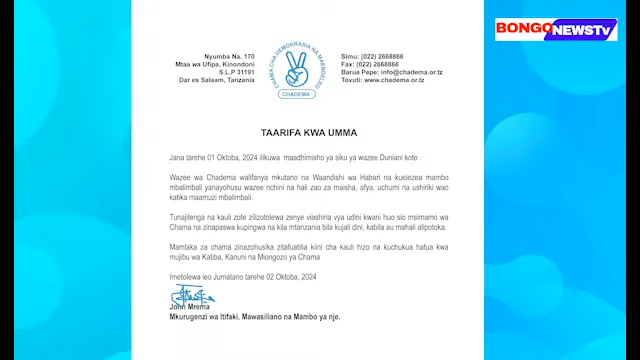 BONGO NEWSTv
Nyumba Na. 170
Mtaa wa Ufipa, Kinondoni
S.L.P 31191
Dar es Salaam, Tanzania
CHAMA CHA DEMOKRASIA NA MAENDELEO
CHADEMA
Simu: (022) 2668866
Fax: (022) 2668866
Barua Pepe: info@chadema.or.tz
Tovuti: www.chadema.or.tz
TAARIFA KWA UMMA
Jana tarehe 01 Oktoba, 2024 ilikuwa maadhimisho ya siku ya wazee Duniani kote .
Wazee wa Chadema walifanya mkutano na Waandishi wa Habari na kuelezea mambo
mbalimbali yanayohusu wazee nchini na hali zao za maisha, afya, uchumi na ushiriki wao
katika maamuzi mbalimbali.
Tunajitenga na kauli zote zilizotolewa zenye viashiria vya udini kwani huo sio msimamo wa
Chama na zinapaswa kupingwa na kila mtanzania bila kujali dini, kabila au mahali alipotoka.
Mamlaka za chama zinazohusika zitafuatilia kiini cha kauli hizo na kuchukua hatua kwa
mujibu wa Katiba, Kanuni na Miongozo ya Chama
Imetolewa leo Jumatano tarehe 02 Oktoba, 2024
John Mrema
Mkurugenzi wa Itifaki, Mawasiliano na Mambo ya nje.